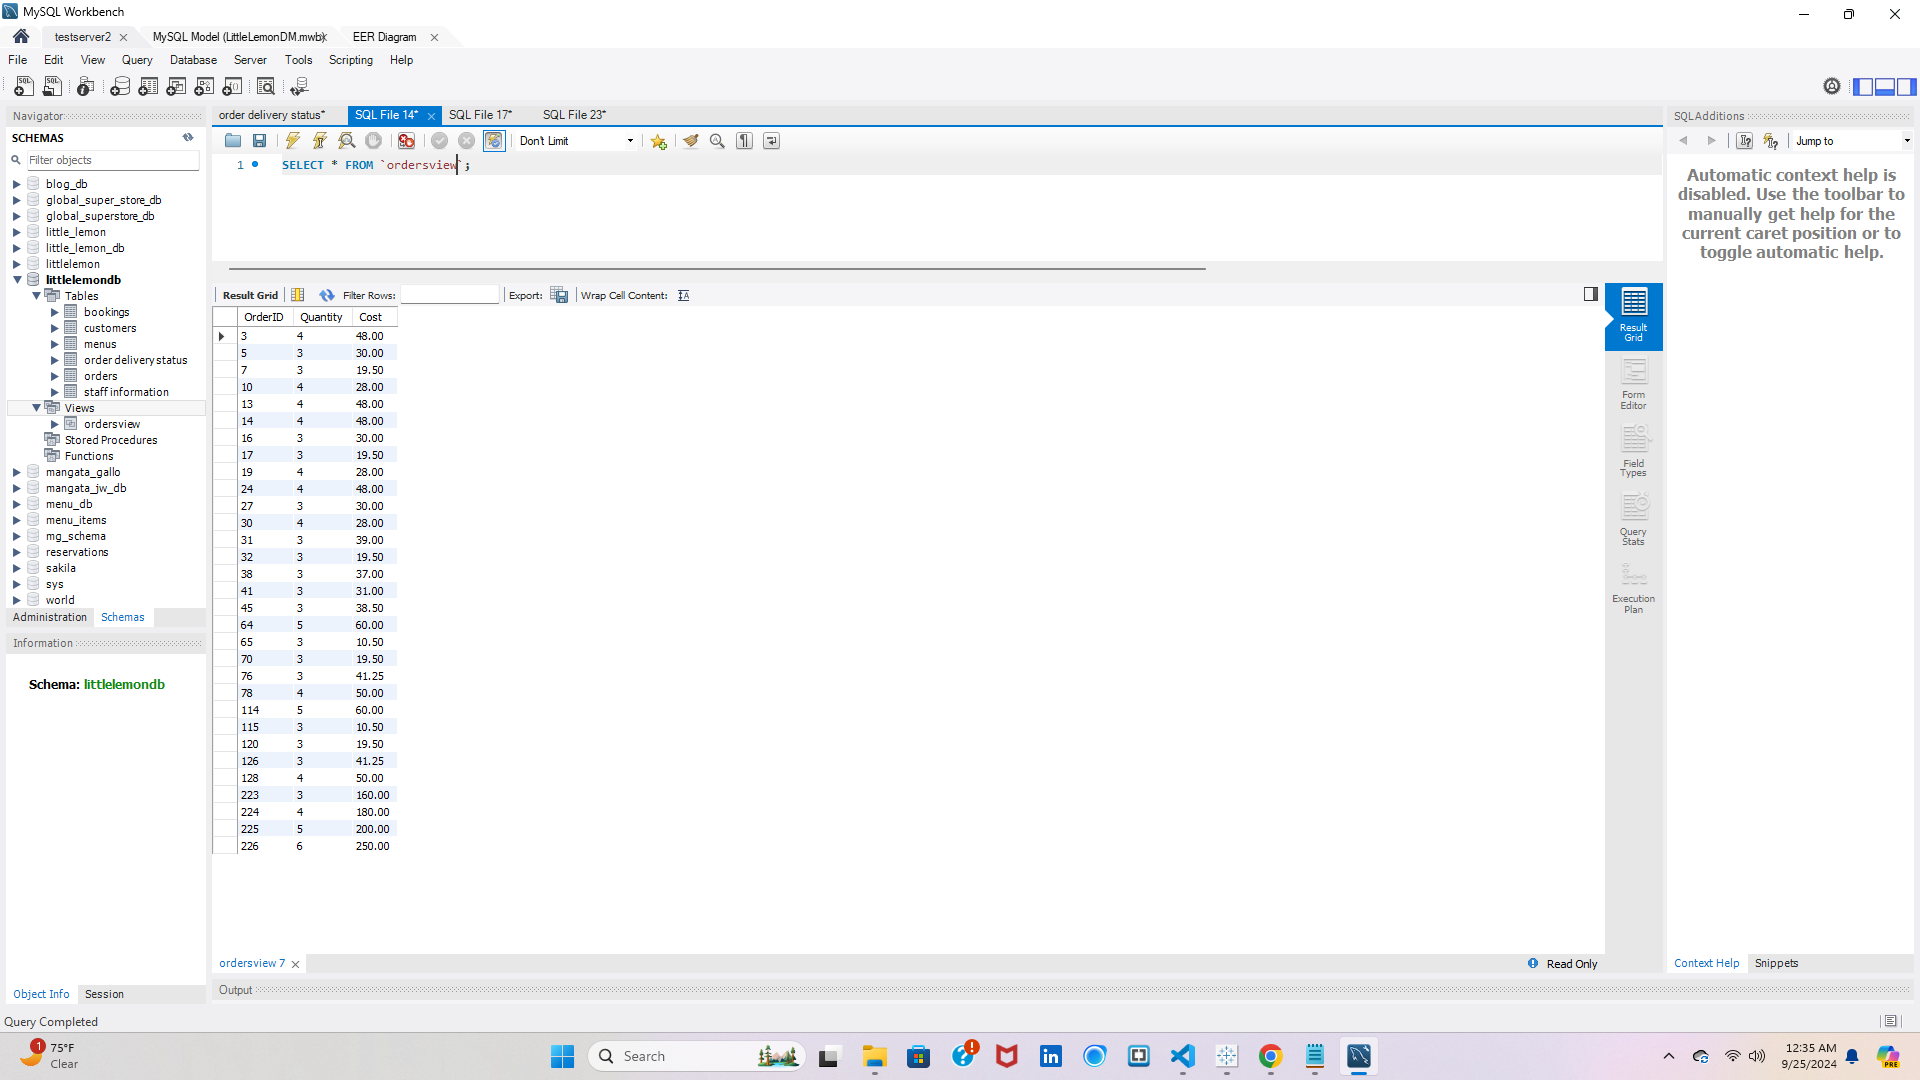 MySQL Workbench
testserver2
MySQL Model (LittleLemonDM.mwb)
EER Diagram
File Edit View Query Database Server Tools Scripting Help
Navigator
SCHEMAS
Filter objects
blog_db
global_super_store_db
global_superstore_db
little_lemon
little_lemon_db
littlelemon
littlelemondb
Tables
bookings
customers
menus
order delivery status
orders
staff information
Views
ordersview
Stored Procedures
Functions
mangata_gallo
mangata_jw_db
menu_db
menu_items
mg_schema
reservations
sakila
sys
world
Administration Schemas
Information
Schema: littlelemondb
Object Info Session
Query Completed
order delivery status* SQL File 14* SQL File 17* SQL File 23*
Don't Limit
1 SELECT * FROM `ordersview`;
Result Grid Filter Rows: Export: Wrap Cell Content:
OrderID Quantity Cost
3 4 48.00
5 3 30.00
7 3 19.50
10 4 28.00
13 4 48.00
14 4 48.00
16 3 30.00
17 3 19.50
19 4 28.00
24 4 48.00
27 3 30.00
30 4 28.00
31 3 39.00
32 3 19.50
38 3 37.00
41 3 31.00
45 3 38.50
64 5 60.00
65 3 10.50
70 3 19.50
76 3 41.25
78 4 50.00
114 5 60.00
115 3 10.50
120 3 19.50
126 3 41.25
128 4 50.00
223 3 160.00
224 4 180.00
225 5 200.00
226 6 250.00
Result
Grid
Form
Editor
Field
Types
Query
Stats
Execution
Plan
ordersview 7
Read Only
Output
SQLAdditions
Jump to
Automatic context help is
disabled. Use the toolbar to
manually get help for the
current caret position or to
toggle automatic help.
Context Help Snippets
1
75°F
Clear
Search
12:35 AM
9/25/2024
PRE